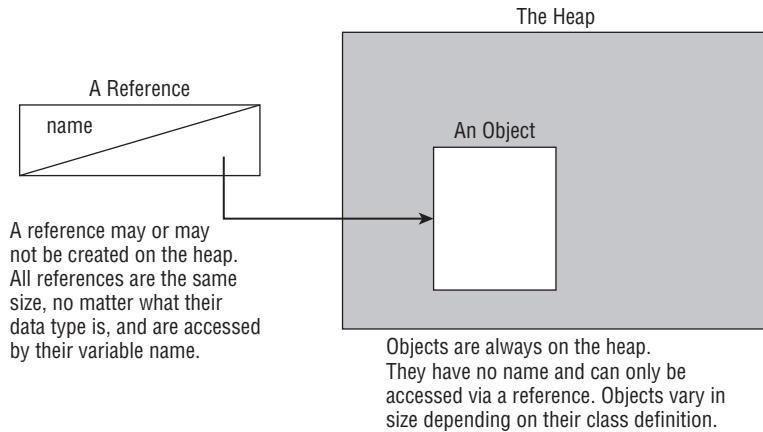 The Heap
A Reference
name
An Object
A reference may or may
not be created on the heap.
All references are the same
size, no matter what their
data type is, and are accessed
by their variable name.
Objects are always on the heap.
They have no name and can only be
accessed via a reference. Objects vary in
size depending on their class definition.